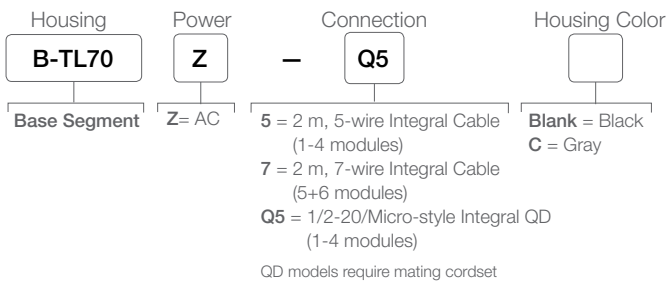 Housing Power Connection Housing Color
B-TL70 Z – Q5
Base Segment Z= AC 5 = 2 m, 5-wire Integral Cable Blank = Black
(1-4 modules) C = Gray
7 = 2 m, 7-wire Integral Cable
(5+6 modules)
Q5 = 1/2-20/Micro-style Integral QD
(1-4 modules)
QD models require mating cordset